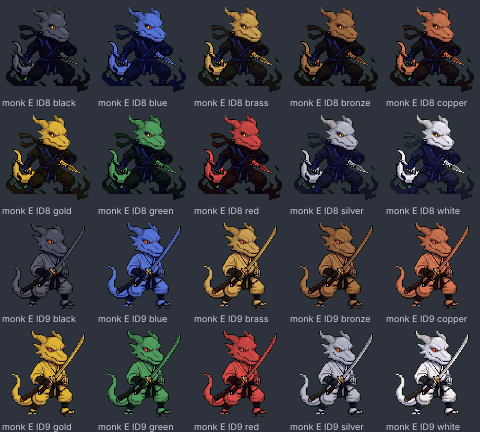 monk E ID8 black
monk E ID8 blue
monk E ID8 brass
monk E ID8 bronze
monk E ID8 copper
monk E ID8 gold
monk E ID8 green
monk E ID8 red
monk E ID8 silver
monk E ID8 white
monk E ID9 black
monk E ID9 blue
monk E ID9 brass
monk E ID9 bronze
monk E ID9 copper
monk E ID9 gold
monk E ID9 green
monk E ID9 red
monk E ID9 silver
monk E ID9 white